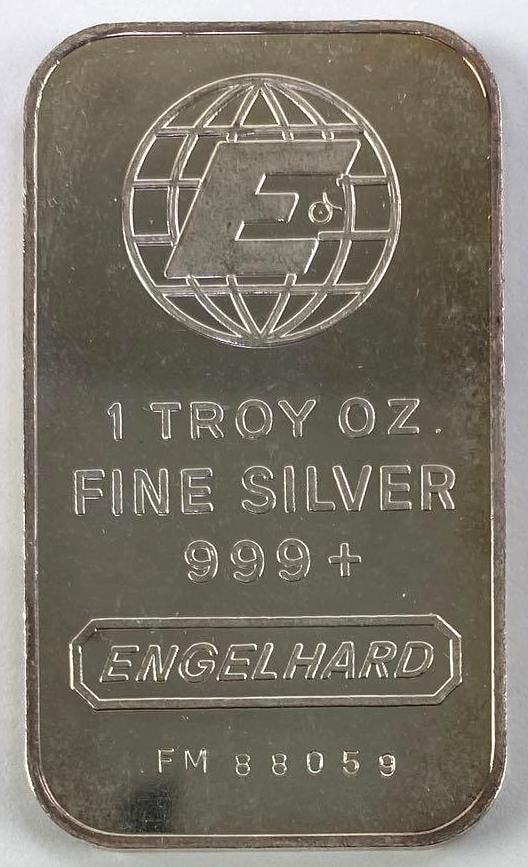 E
1 TROY OZ.
FINE SILVER
999+
ENGELHARD
FM 88059